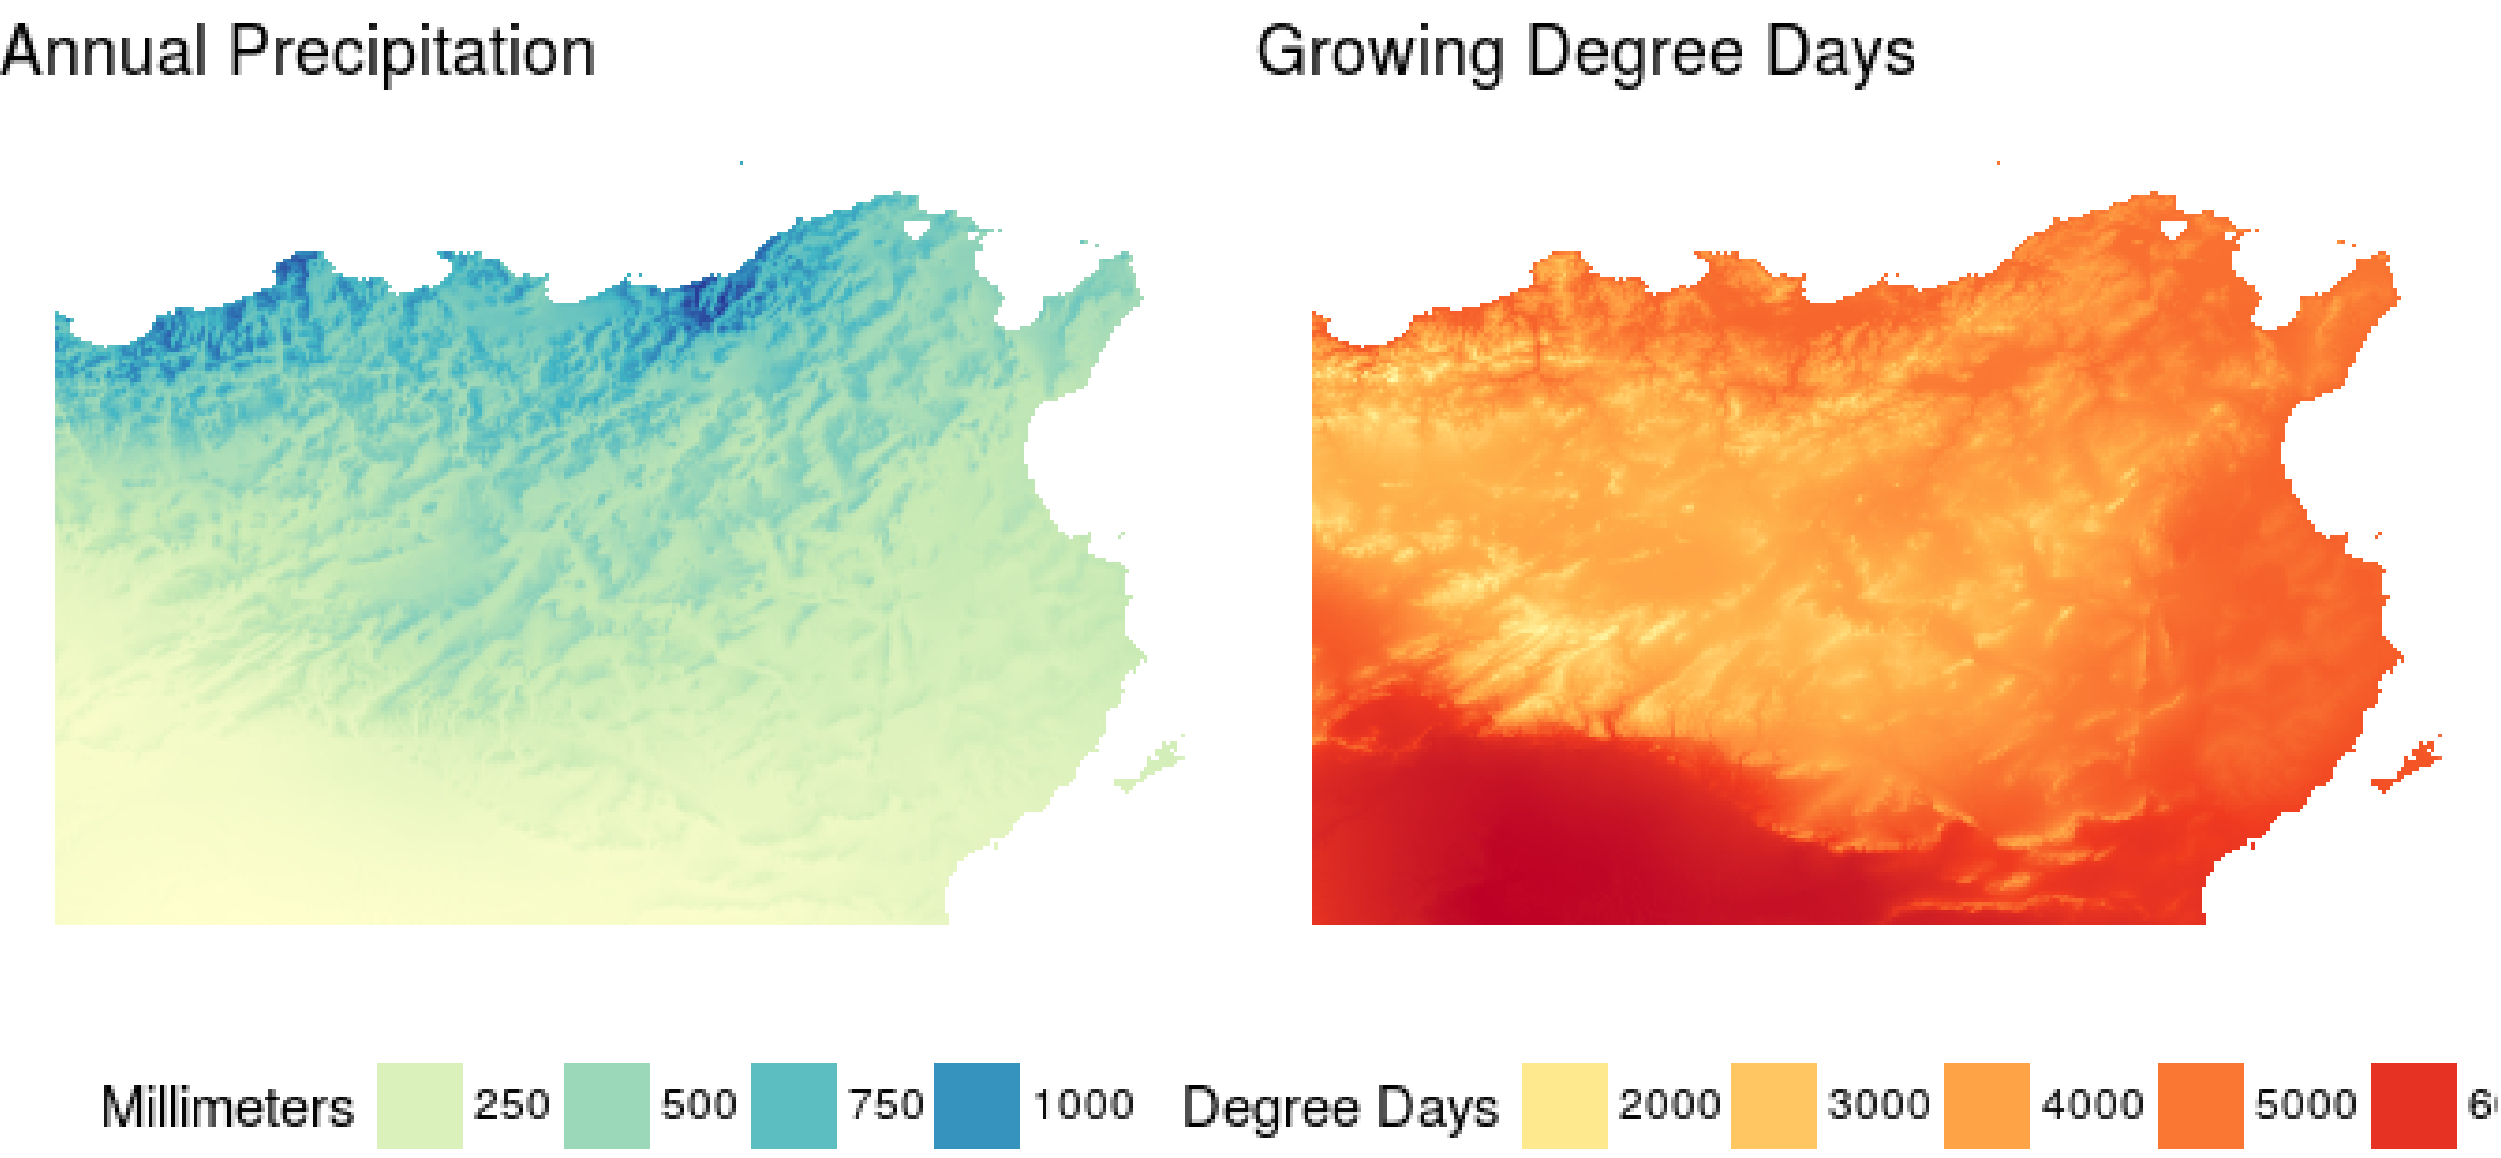 Annual Precipitation
Growing Degree Days
Millimeters 250 500 750 1000
Degree Days 2000 3000 4000 5000